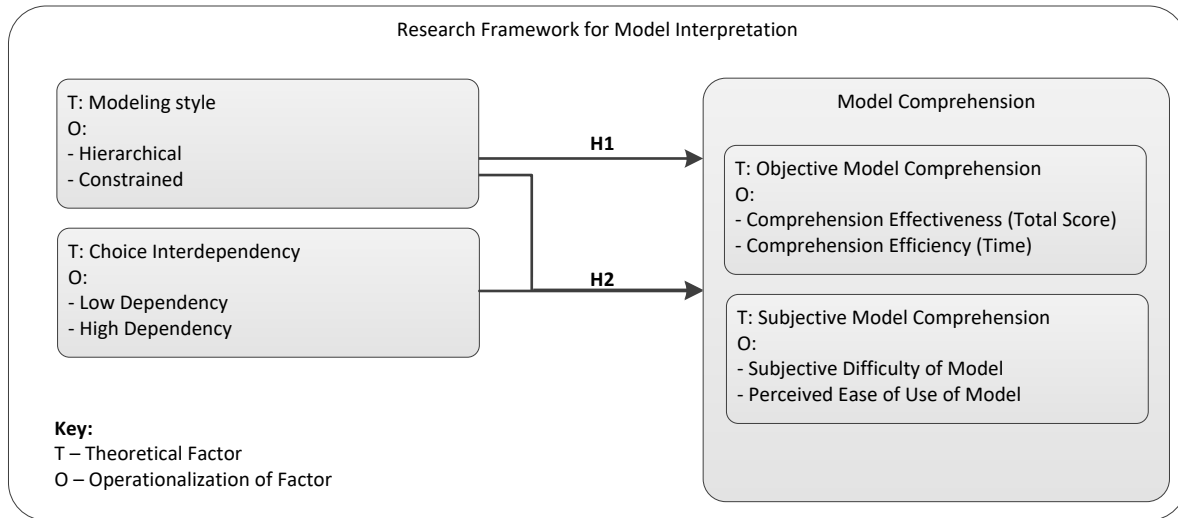 Research Framework for Model Interpretation
T: Modeling style
O:
- Hierarchical
- Constrained
T: Choice Interdependency
O:
- Low Dependency
- High Dependency
H1
H2
Model Comprehension
T: Objective Model Comprehension
O:
- Comprehension Effectiveness (Total Score)
- Comprehension Efficiency (Time)
T: Subjective Model Comprehension
O:
- Subjective Difficulty of Model
- Perceived Ease of Use of Model
Key:
T – Theoretical Factor
O – Operationalization of Factor